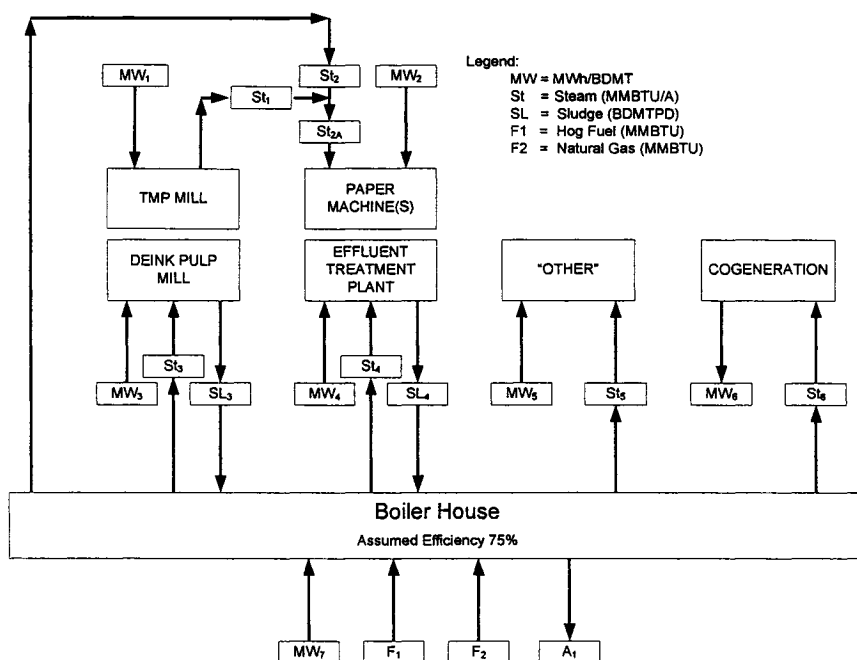 Legend:
MW = MWh/BDMT
St = Steam (MMBTU/A)
SL = Sludge (BDMTPD)
F1 = Hog Fuel (MMBTU)
F2 = Natural Gas (MMBTU)
MW₁
St₁
St₂
MW₂
St₂A
TMP MILL
PAPER
MACHINE(S)
DEINK PULP
MILL
EFFLUENT
TREATMENT
PLANT
"OTHER"
COGENERATION
MW₃
St₃
SL₃
MW₄
St₄
SL₄
MW₅
St₅
MW₆
St₆
Boiler House
Assumed Efficiency 75%
MW₇
F₁
F₂
A₁